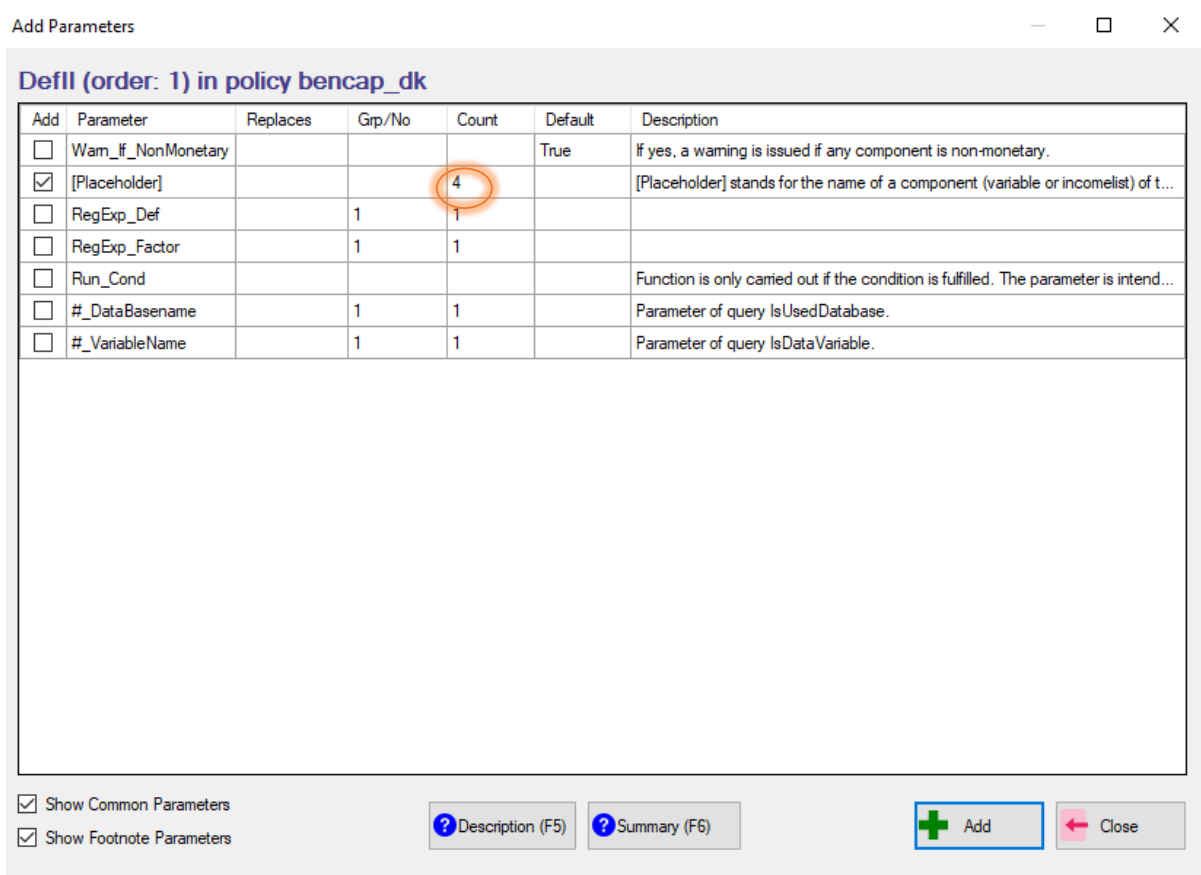 Add Parameters
DefIl (order: 1) in policy bencap_dk
Add Parameter Replaces Grp/No Count Default Description
Warn_If_NonMonetary True If yes, a warning is issued if any component is non-monetary.
[Placeholder] 4 [Placeholder] stands for the name of a component (variable or incomelist) of t...
RegExp_Def 1 1
RegExp_Factor 1 1
Run_Cond Function is only carried out if the condition is fulfilled. The parameter is intend...
#_DataBasename 1 1 Parameter of query IsUsedDatabase.
#_VariableName 1 1 Parameter of query IsDataVariable.
Show Common Parameters
Show Footnote Parameters
? Description (F5) ? Summary (F6) Add Close